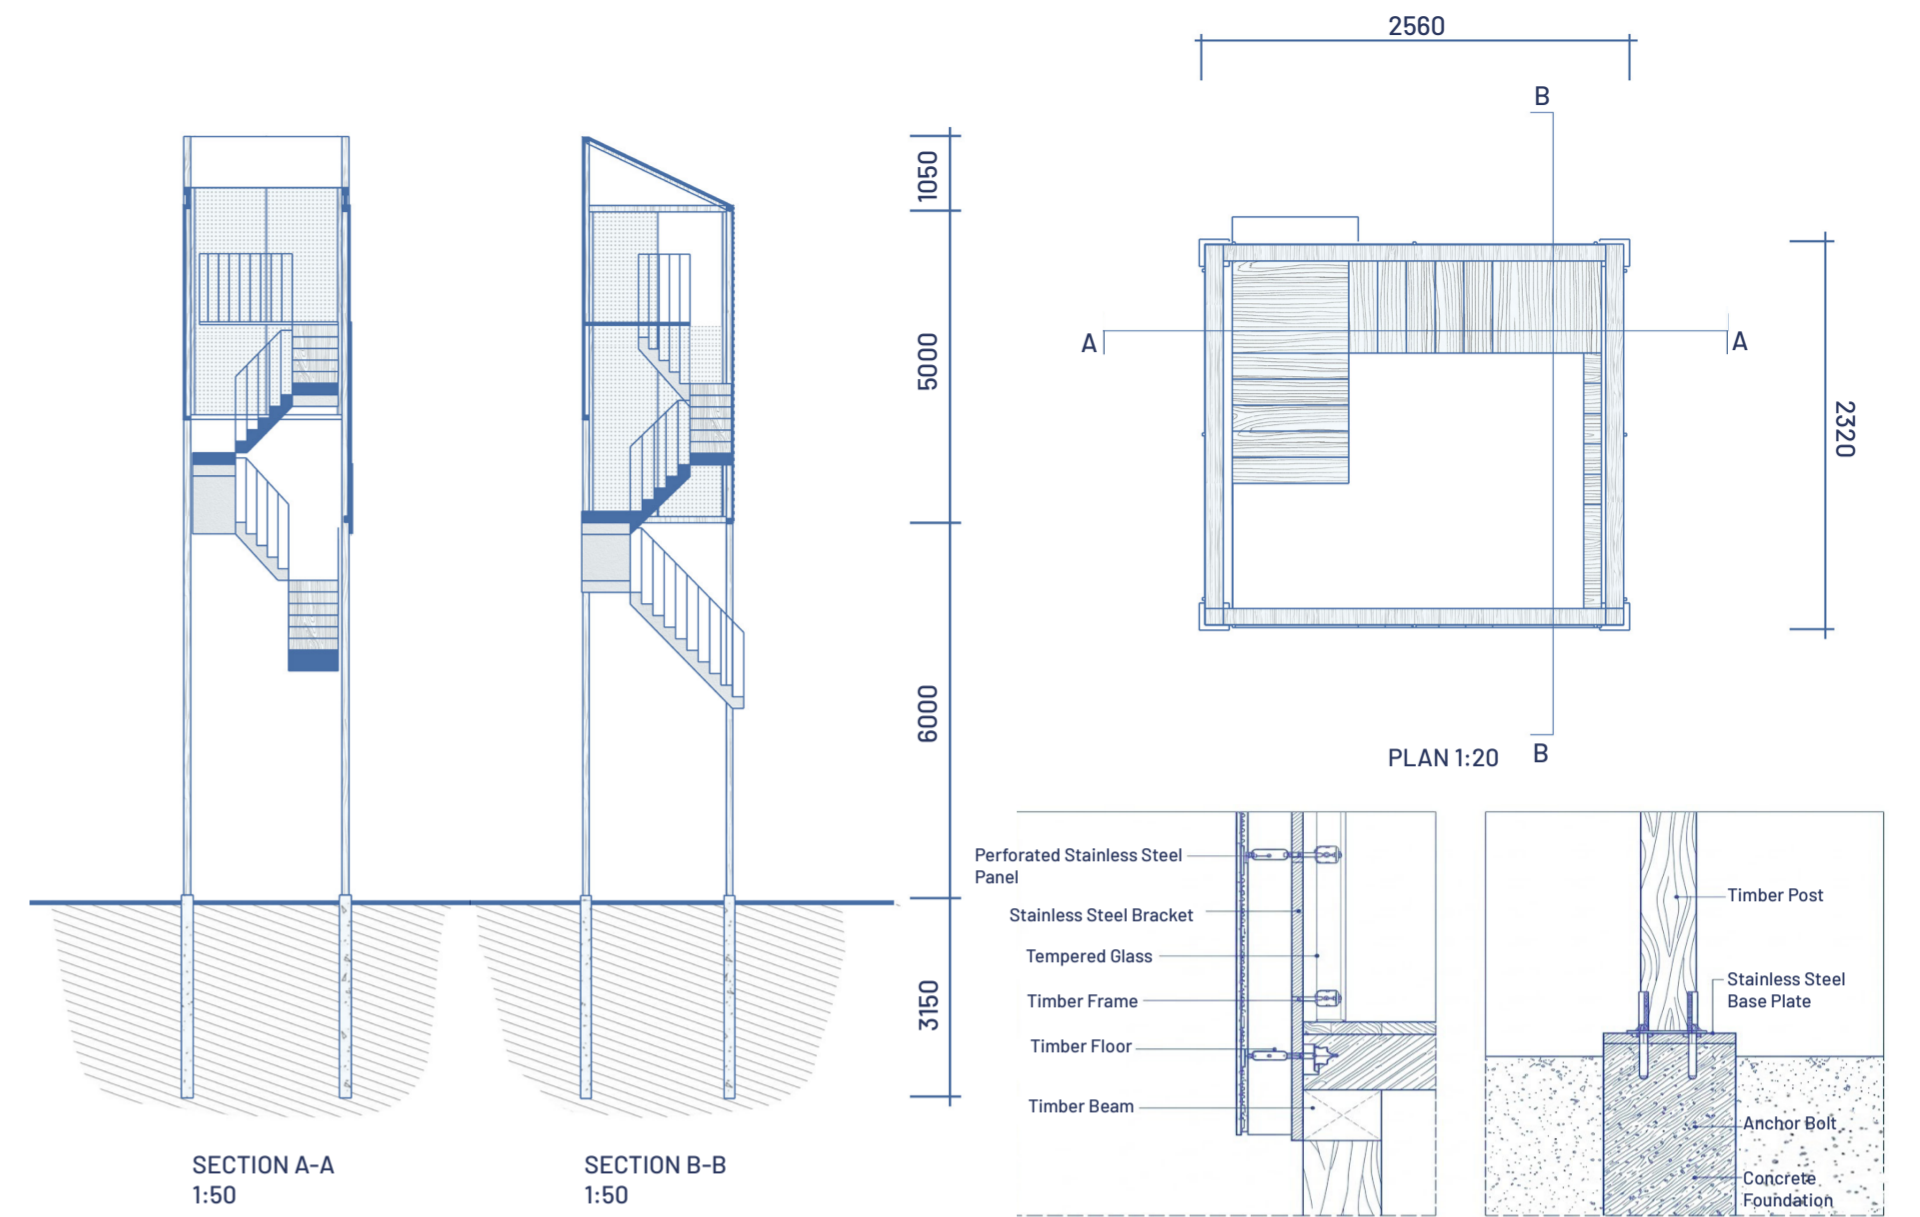 2560
B
1050
5000
6000
3150
A
A
2320
PLAN 1:20
B
Perforated Stainless Steel
Panel
Stainless Steel Bracket
Tempered Glass
Timber Frame
Timber Floor
Timber Beam
Timber Post
Stainless Steel
Base Plate
Anchor Bolt
Concrete
Foundation
SECTION A-A
1:50
SECTION B-B
1:50